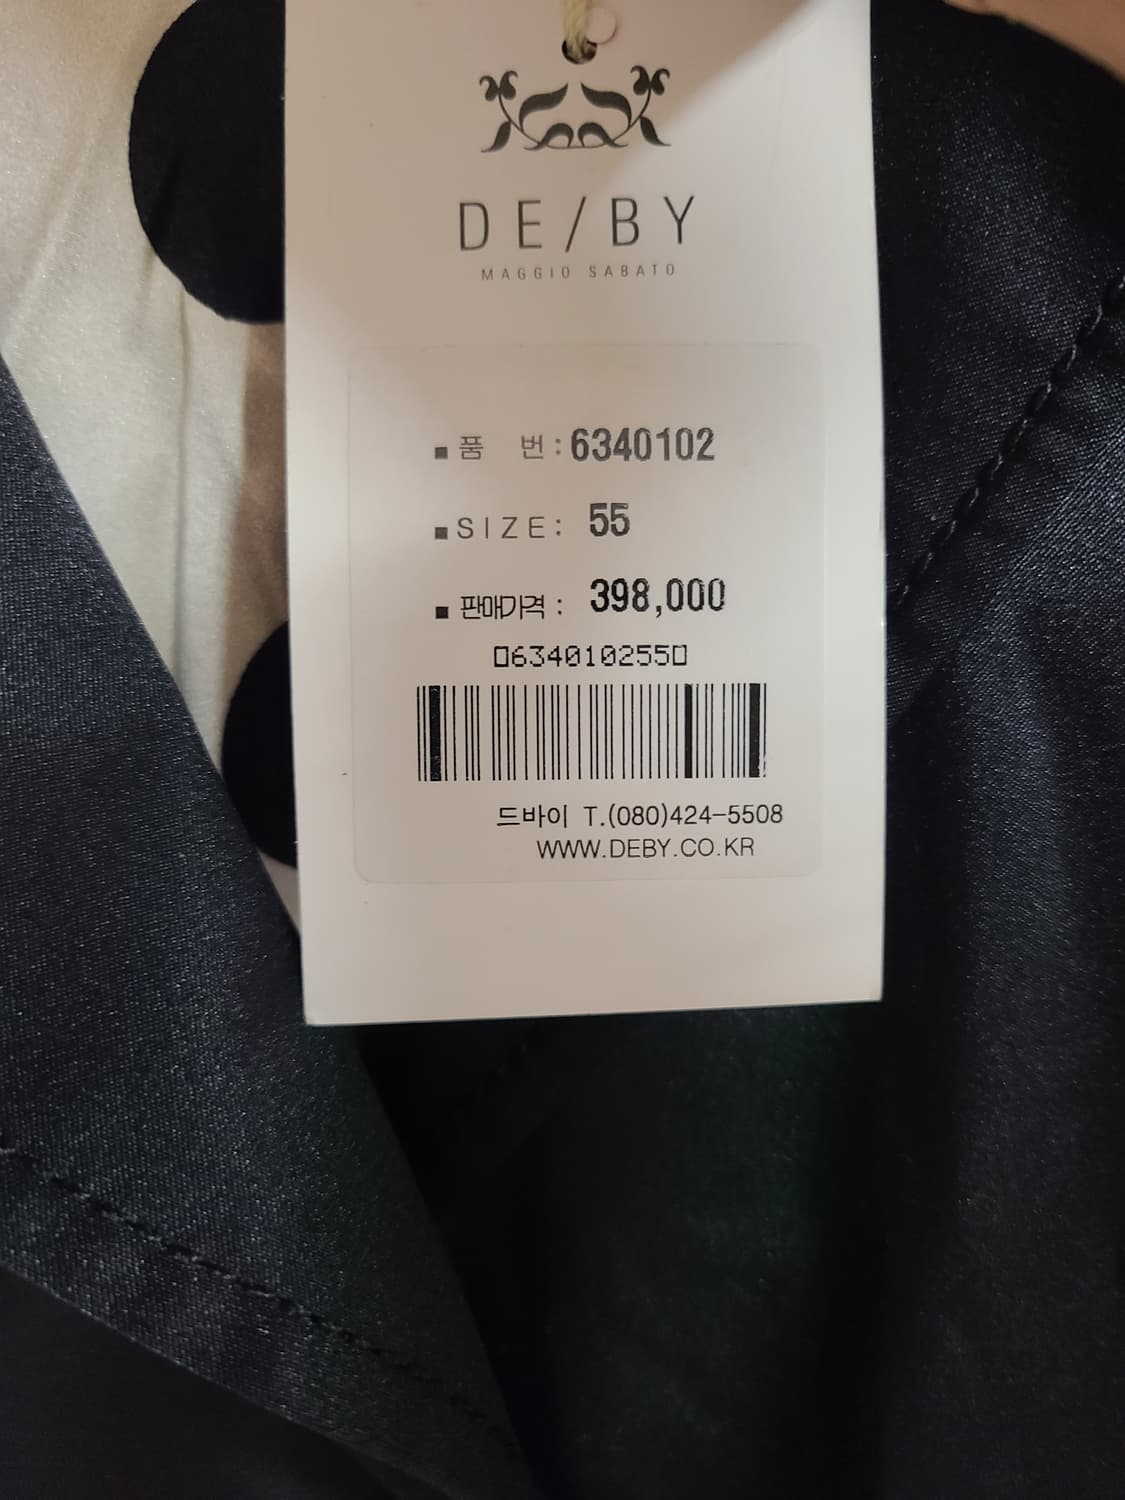 DE/BY
MAGGIO SABATO
■ 품 번 : 6340102
■ SIZE : 55
■ 판매가격 : 398,000
▯634010255▯
드바이 T.(080)424-5508
WWW.DEBY.CO.KR